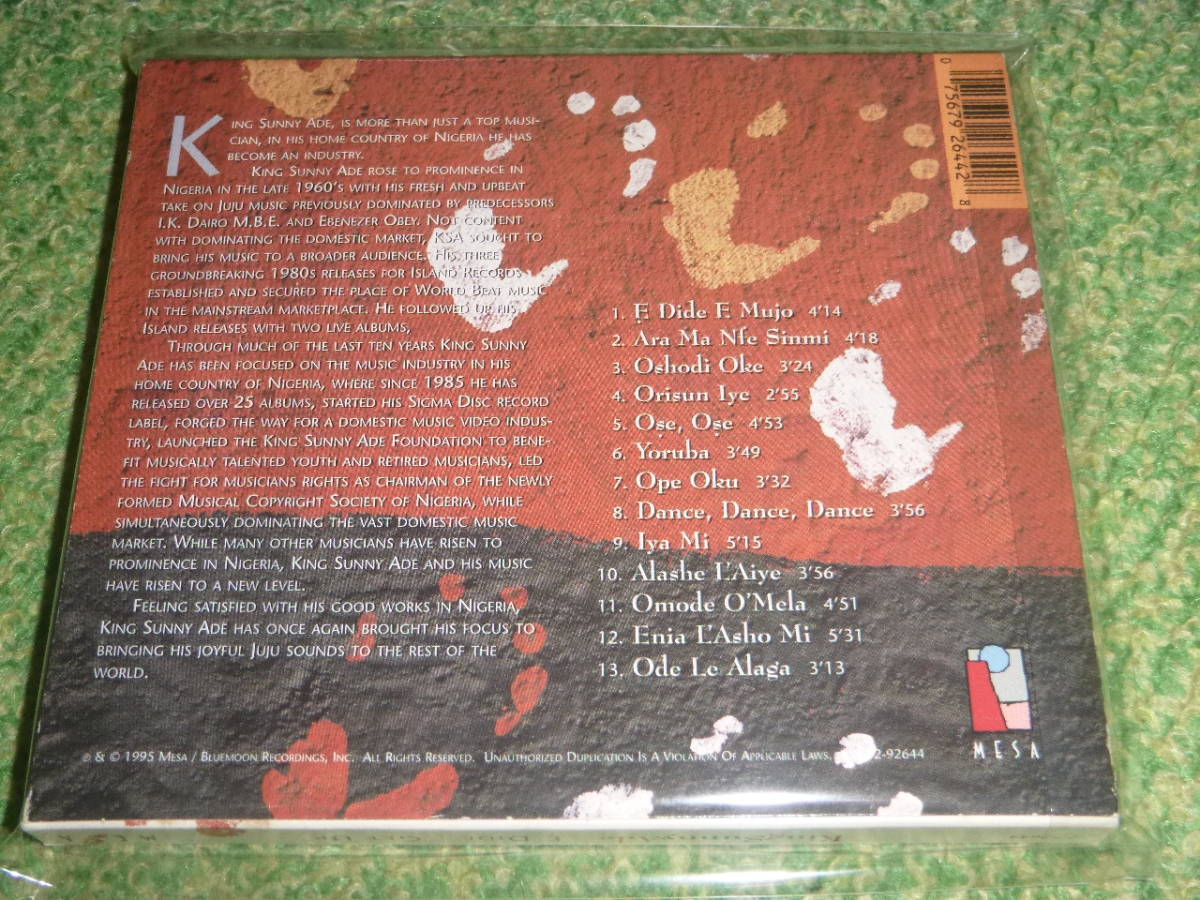 King Sunny Ade, is more than just a top musi-
cian, in his home country of Nigeria he has
become an industry.
King Sunny Ade rose to prominence in
Nigeria in the late 1960's with his fresh and upbeat
take on Juju music previously dominated by predecessors
I.K. Dairo M.B.E. and Ebenezer Obey. Not content
with dominating the domestic market, KSA sought to
bring his music to a broader audience. His three
groundbreaking 1980s releases for Island Records
established and secured the place of World Beat music
in the mainstream marketplace. He followed up his
Island releases with two live albums,
Through much of the last ten years King Sunny
Ade has been focused on the music industry in his
home country of Nigeria, where since 1985 he has
released over 25 albums, started his Sigma Disc record
label, forged the way for a domestic music video indus-
try, launched the King Sunny Ade Foundation to bene-
fit musically talented youth and retired musicians, led
the fight for musicians rights as chairman of the newly
formed Musical Copyright Society of Nigeria, while
simultaneously dominating the vast domestic music
market. While many other musicians have risen to
prominence in Nigeria, King Sunny Ade and his music
have risen to a new level.
Feeling satisfied with his good works in Nigeria,
King Sunny Ade has once again brought his focus to
bringing his joyful Juju sounds to the rest of the
world.
0 75679 26442 8
1. Ẹ Dide E Mujo 4'14
2. Ara Ma Nfe Sinmi 4'18
3. Oshodi Oke 3'24
4. Orisun Iye 2'55
5. Ọsẹ, Ọsẹ 4'53
6. Yoruba 3'49
7. Ope Oku 3'32
8. Dance, Dance, Dance 3'56
9. Iya Mi 5'15
10. Alashe L'Aiye 3'56
11. Omode O'Mela 4'51
12. Enia L'Asho Mi 5'31
13. Ode Le Alaga 3'13
MESA
℗ & © 1995 Mesa / Bluemoon Recordings, Inc. All Rights Reserved. Unauthorized Duplication Is A Violation Of Applicable Laws. 2-92644